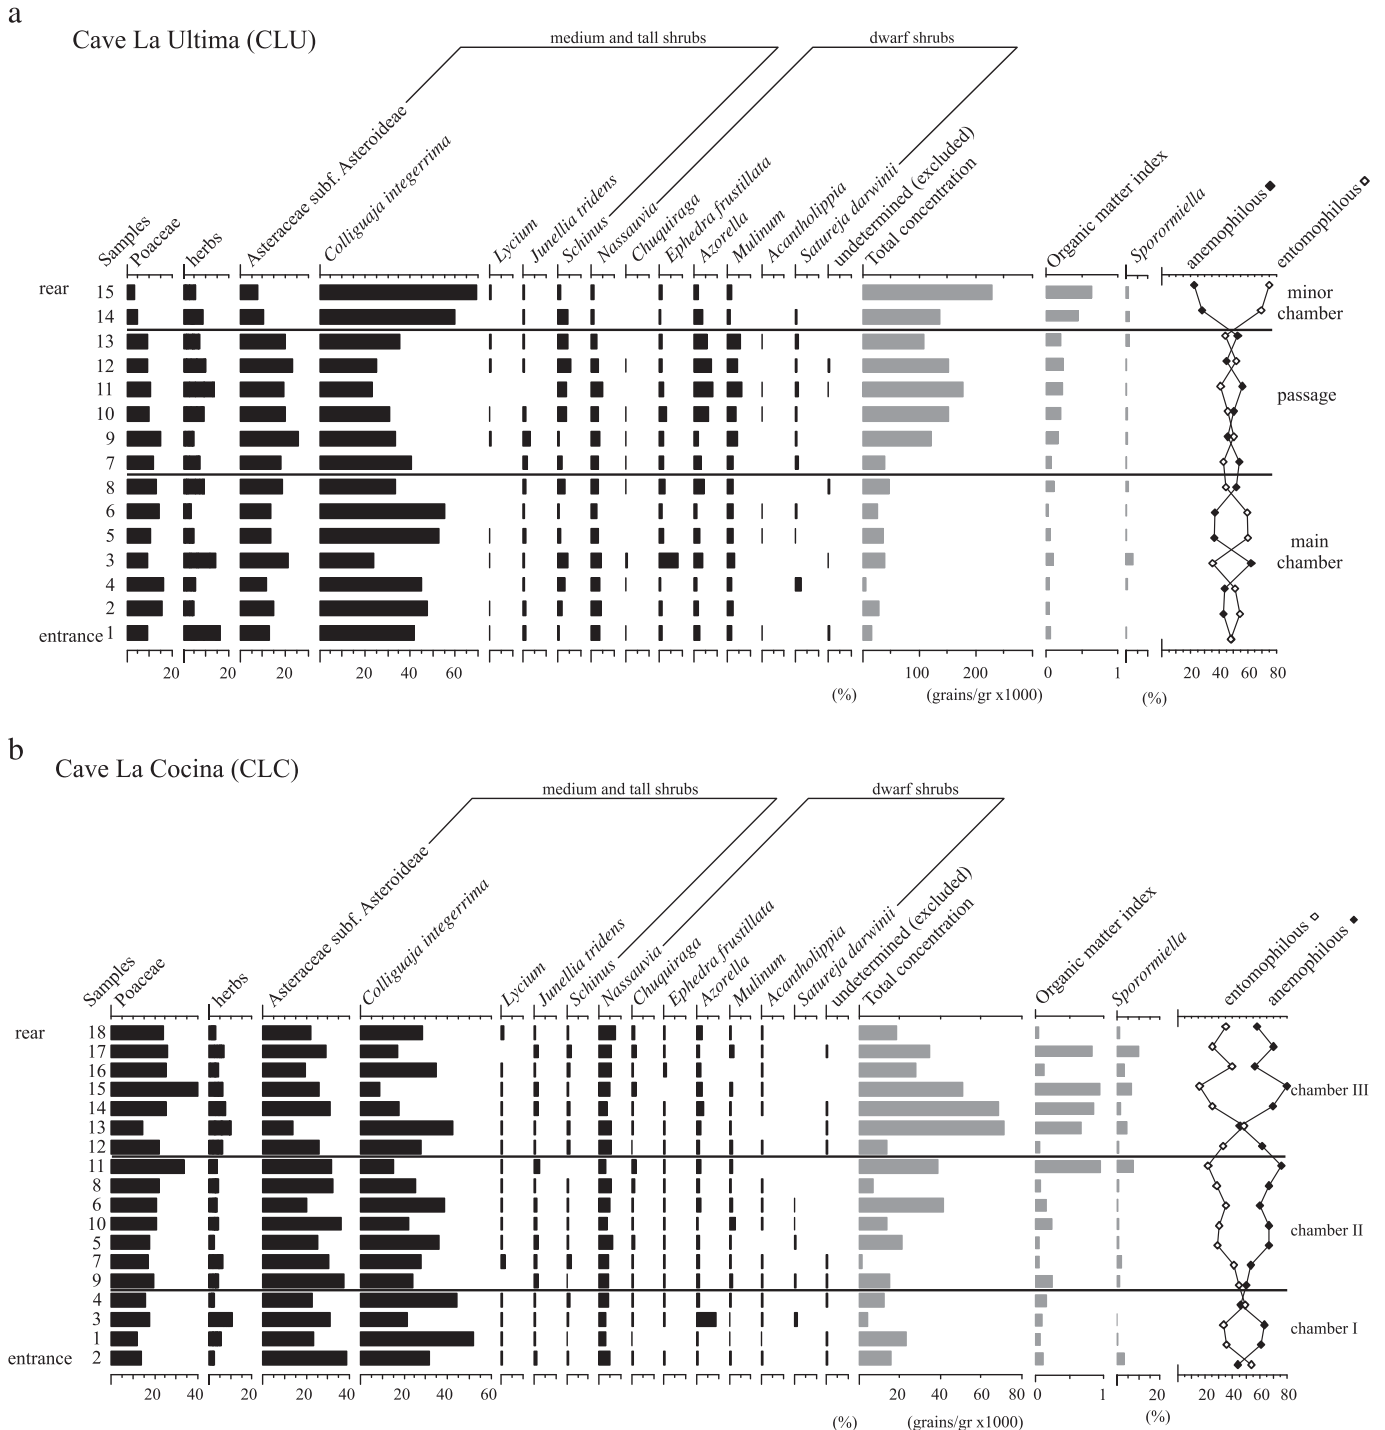 a
Cave La Ultima (CLU)
medium and tall shrubs
dwarf shrubs
Samples
Poaceae
herbs
Asteraceae subf. Asteroideae
Colliguaja integerrima
Lycium
Junellia tridens
Schinus
Nassauvia
Chuquiraga
Ephedra frustillata
Azorella
Mulinum
Acantholippia
Satureja darwinii
undetermined (excluded)
Total concentration
Organic matter index
Sporormiella
anemophilous
entomophilous
rear
15
14
13
12
11
10
9
7
8
6
5
3
4
2
entrance 1
minor
chamber
passage
main
chamber
20 20 20 20 40 60 100 200 0 1 20 40 60 80
(%) (grains/gr x1000) (%)
b
Cave La Cocina (CLC)
medium and tall shrubs
dwarf shrubs
Samples
Poaceae
herbs
Asteraceae subf. Asteroideae
Colliguaja integerrima
Lycium
Junellia tridens
Schinus
Nassauvia
Chuquiraga
Ephedra frustillata
Azorella
Mulinum
Acantholippia
Satureja darwinii
undetermined (excluded)
Total concentration
Organic matter index
Sporormiella
entomophilous
anemophilous
rear 18
17
16
15
14
13
12
11
8
6
10
5
7
9
4
3
1
entrance 2
chamber III
chamber II
chamber I
20 40 20 20 40 20 40 60 20 40 60 80 0 1 20 0 20 40 60 80
(%) (grains/gr x1000) (%)